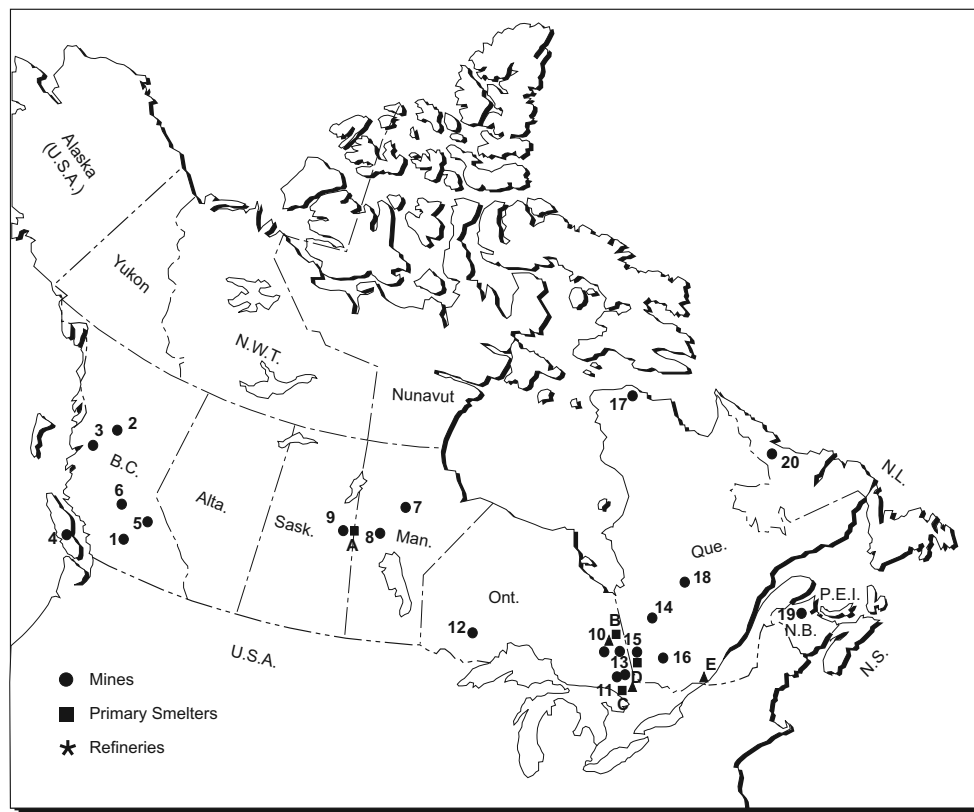 Alaska
(U.S.A.)
Yukon
N.W.T.
Nunavut
17
3
2
B.C.
20
N.L.
6
Alta.
7
5
Sask.
9
4
1
A
8
Man.
Que.
18
Ont.
P.E.I.
14
19
B
N.B.
12
10
15
U.S.A.
16
13
E
N.S.
D
11
C
Mines
Primary Smelters
Refineries